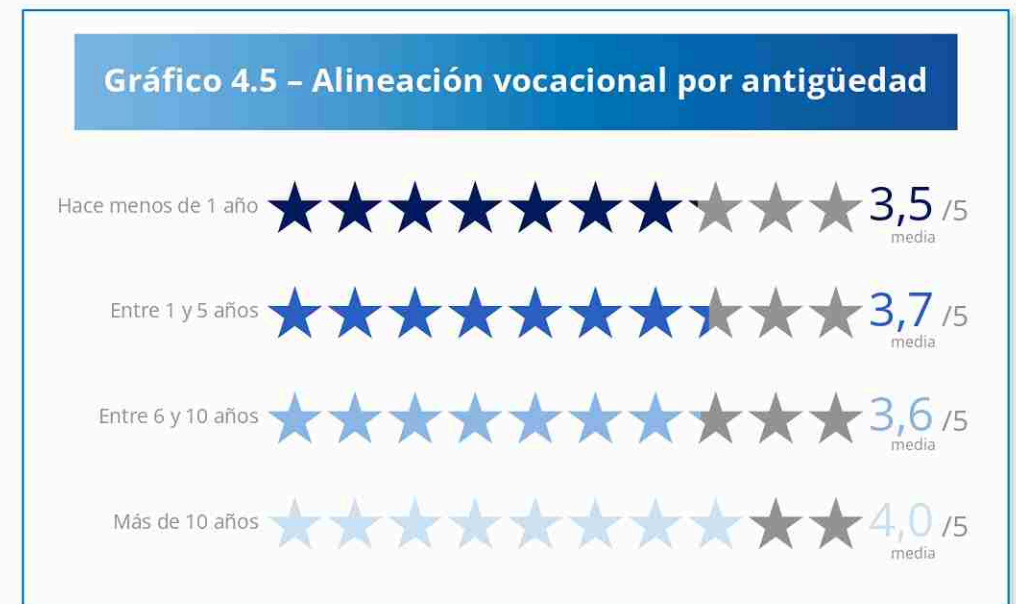 Gráfico 4.5 – Alineación vocacional por antigüedad
Hace menos de 1 año 3,5 /5
media
Entre 1 y 5 años 3,7 /5
media
Entre 6 y 10 años 3,6 /5
media
Más de 10 años 4,0 /5
media